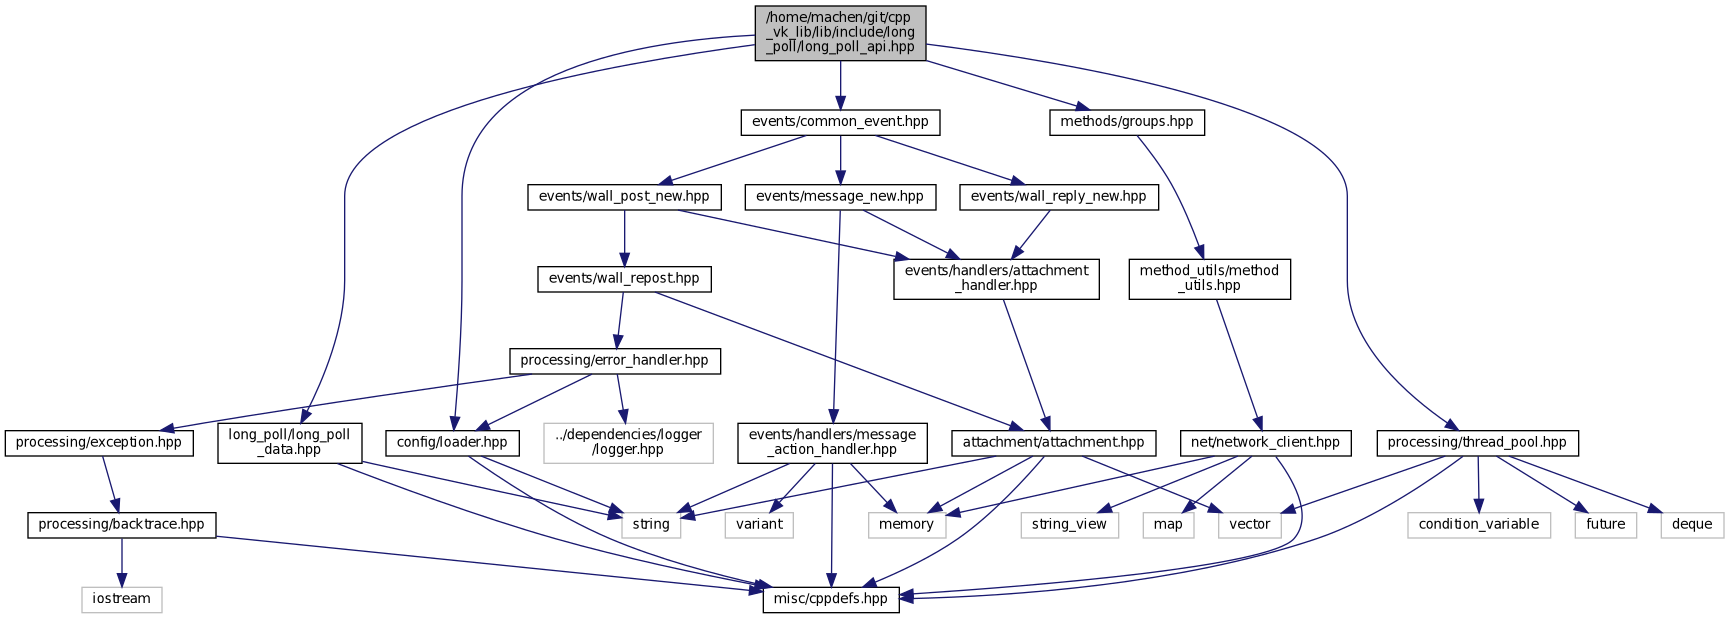 /home/machen/git/cpp
_vk_lib/lib/include/long
_poll/long_poll_api.hpp
events/common_event.hpp
methods/groups.hpp
events/wall_post_new.hpp
events/message_new.hpp
events/wall_reply_new.hpp
events/wall_repost.hpp
events/handlers/attachment
_handler.hpp
method_utils/method
_utils.hpp
processing/error_handler.hpp
processing/exception.hpp
long_poll/long_poll
_data.hpp
config/loader.hpp
../dependencies/logger
/logger.hpp
events/handlers/message
_action_handler.hpp
attachment/attachment.hpp
net/network_client.hpp
processing/thread_pool.hpp
processing/backtrace.hpp
string
variant
memory
string_view
map
vector
condition_variable
future
deque
iostream
misc/cppdefs.hpp